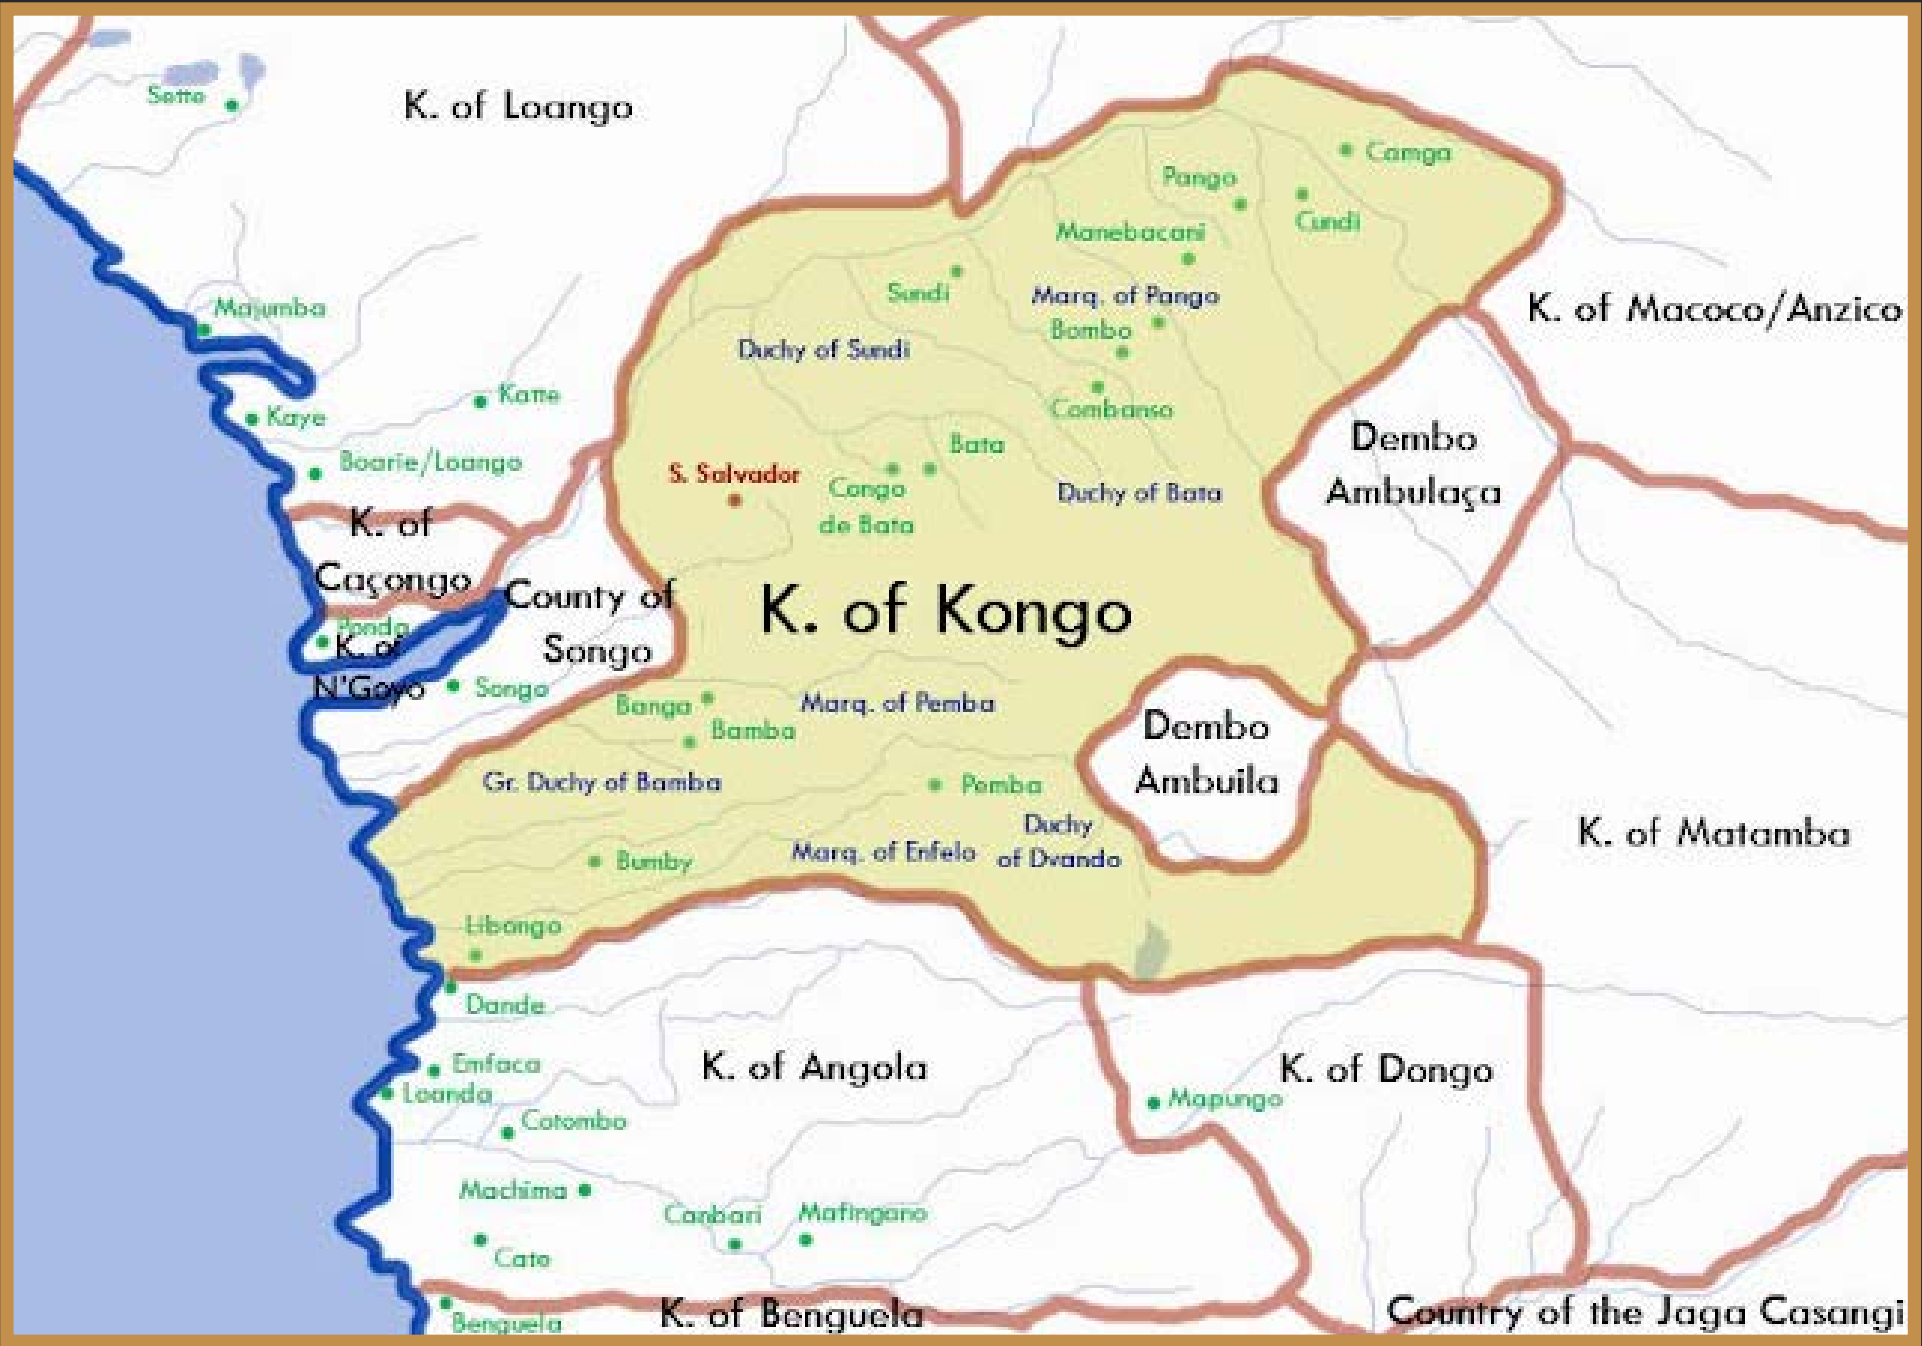 Sette
K. of Loango
Camga
Pango
Cundi
Manebacani
Sundi
Marq. of Pango
Majumba
K. of Macoco/Anzico
Bombo
Duchy of Sundi
Katte
Kaye
Combanso
Dembo
Ambulaça
Bata
Boarie/Loango
S. Salvador
Congo
de Bata
Duchy of Bata
K. of
Caçongo
County of
Songo
K. of Kongo
Ponda
K. of
N'Goyo
Songo
Banga
Marq. of Pemba
Bamba
Dembo
Ambuila
Gr. Duchy of Bamba
Pemba
Duchy
of Dvando
K. of Matamba
Marq. of Enfelo
Bumby
Libongo
Dande
Emfaca
K. of Angola
K. of Dongo
Loanda
Mapungo
Cotombo
Machima
Canbari
Mafingano
Cato
Benguela
K. of Benguela
Country of the Jaga Casangi